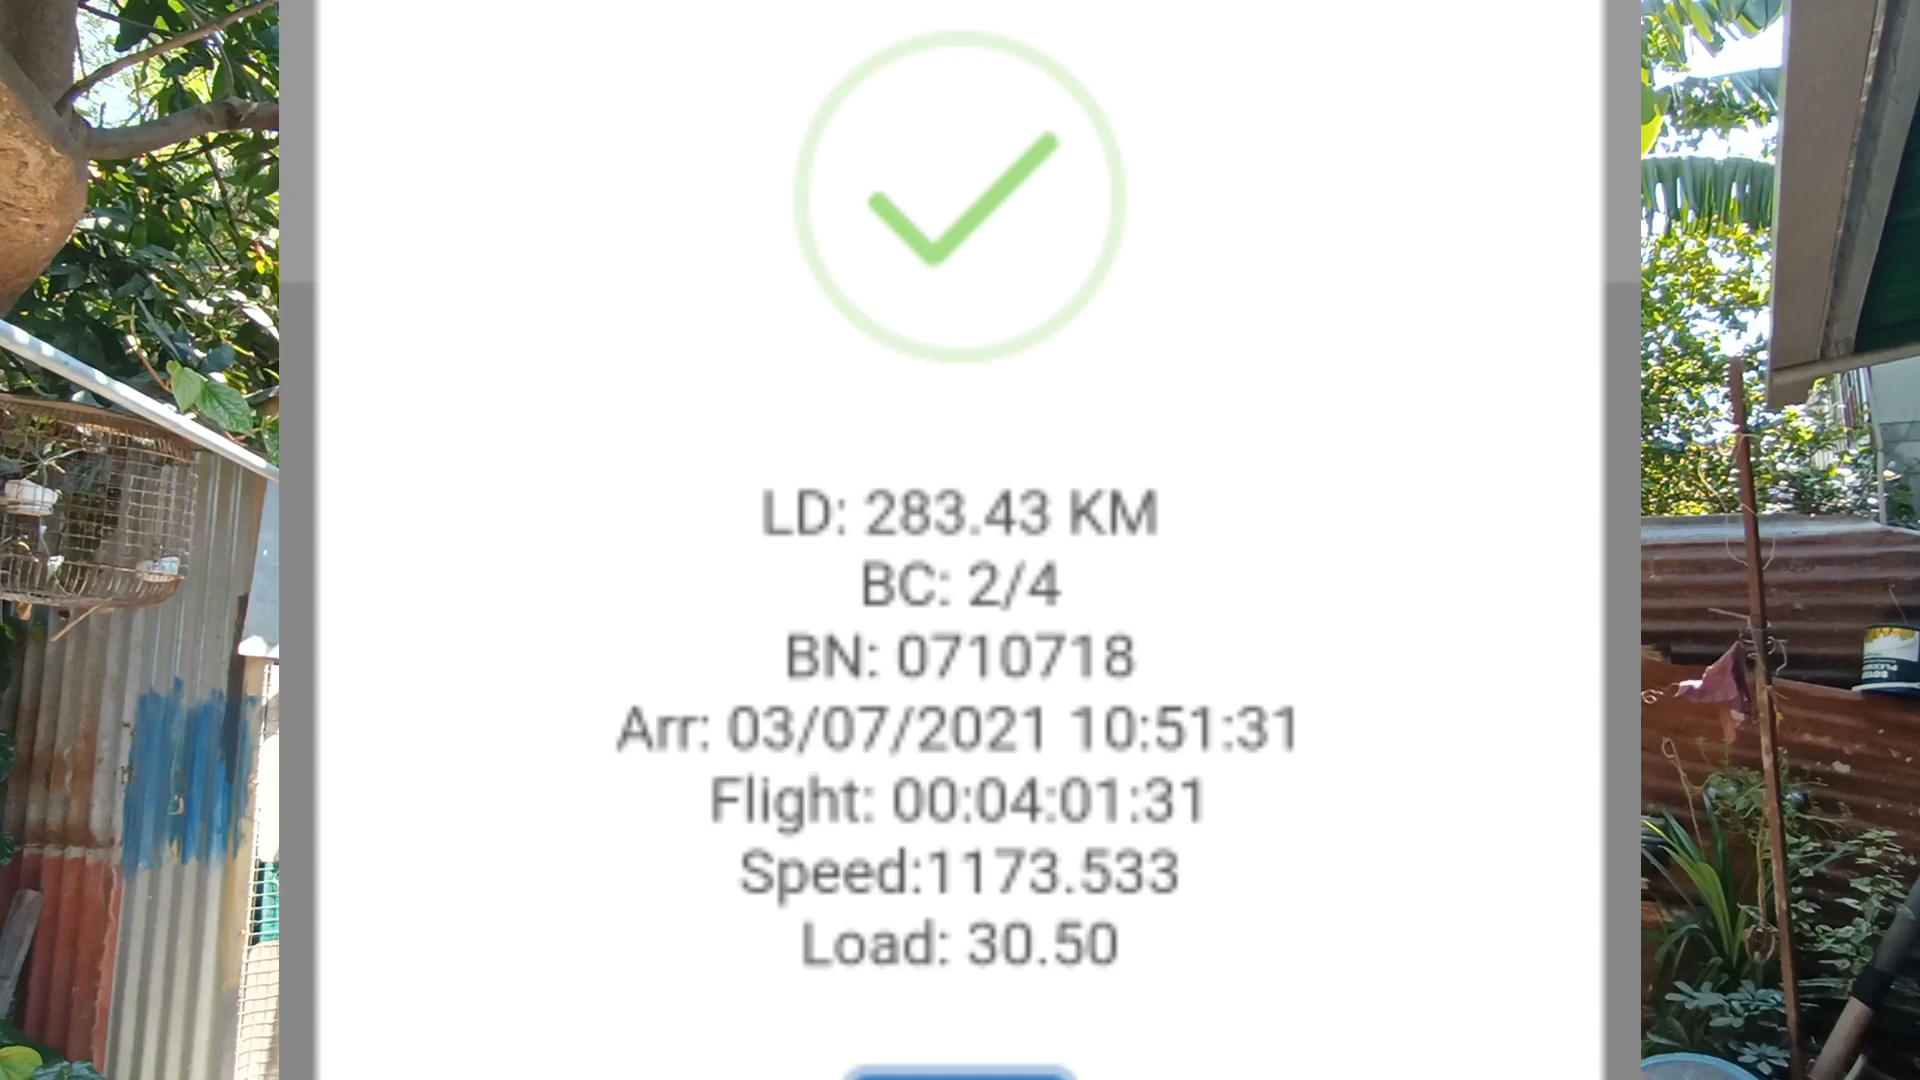 LD: 283.43 KM
BC: 2/4
BN: 0710718
Arr: 03/07/2021 10:51:31
Flight: 00:04:01:31
Speed:1173.533
Load: 30.50